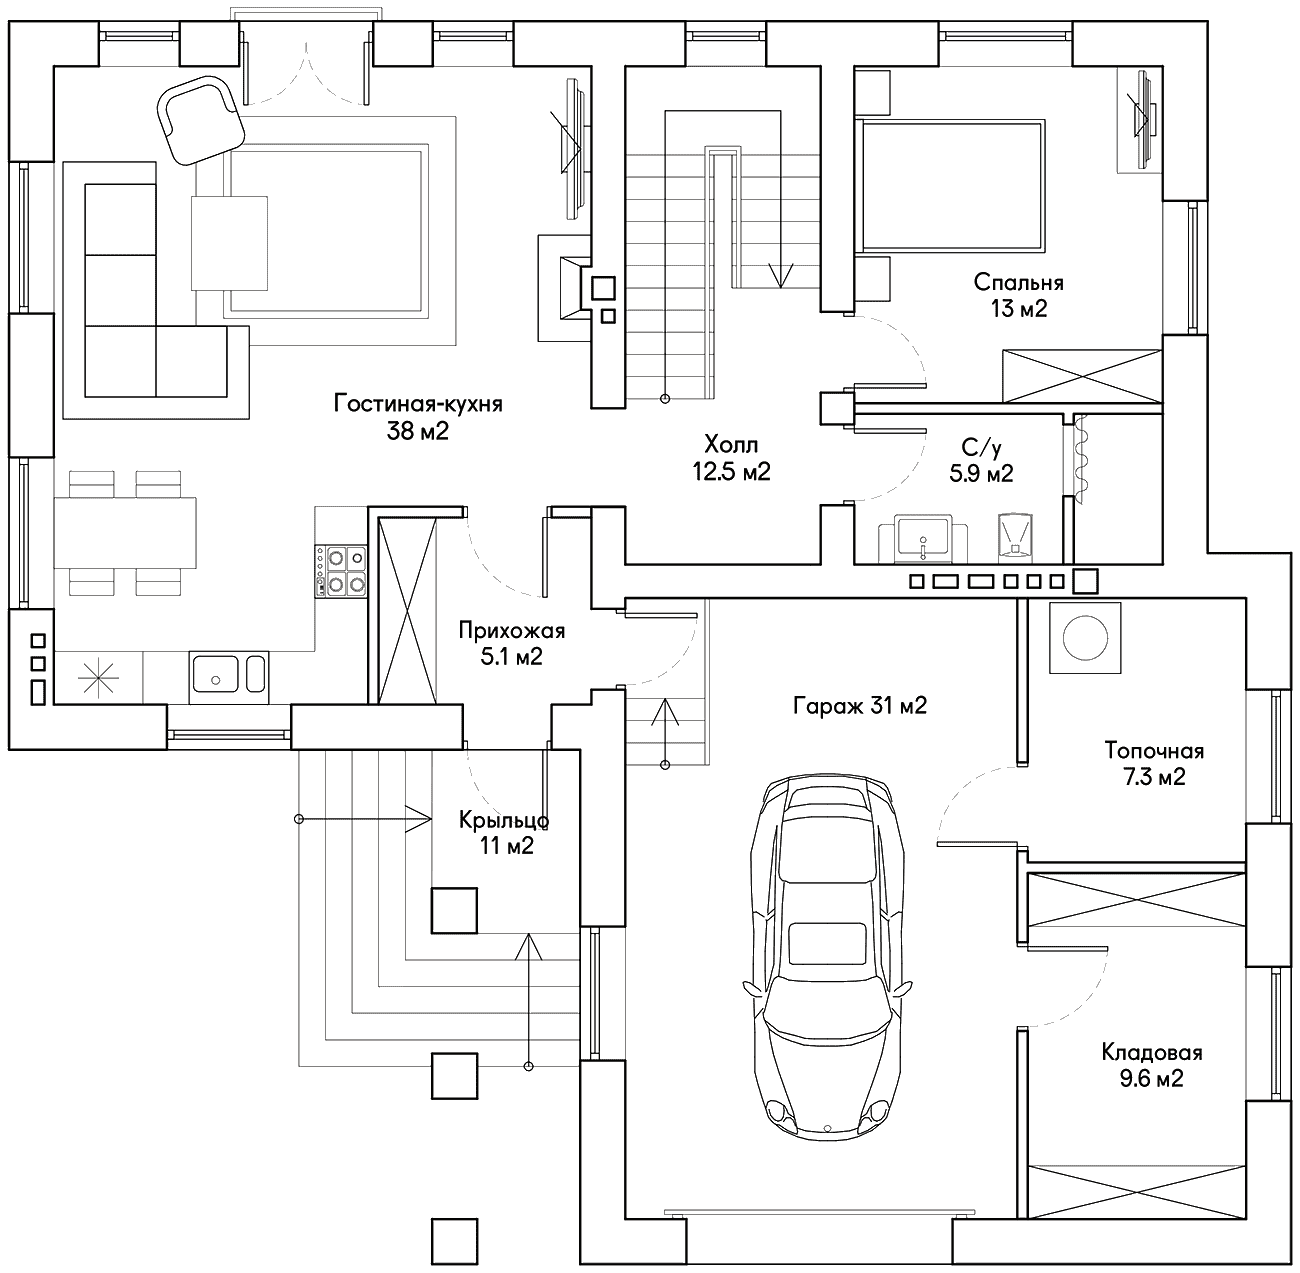 Спальня
13 м2
Гостиная-кухня
38 м2
Холл
12.5 м2
С/у
5.9 м2
Прихожая
5.1 м2
Гараж 31 м2
Топочная
7.3 м2
Крыльцо
11 м2
Кладовая
9.6 м2